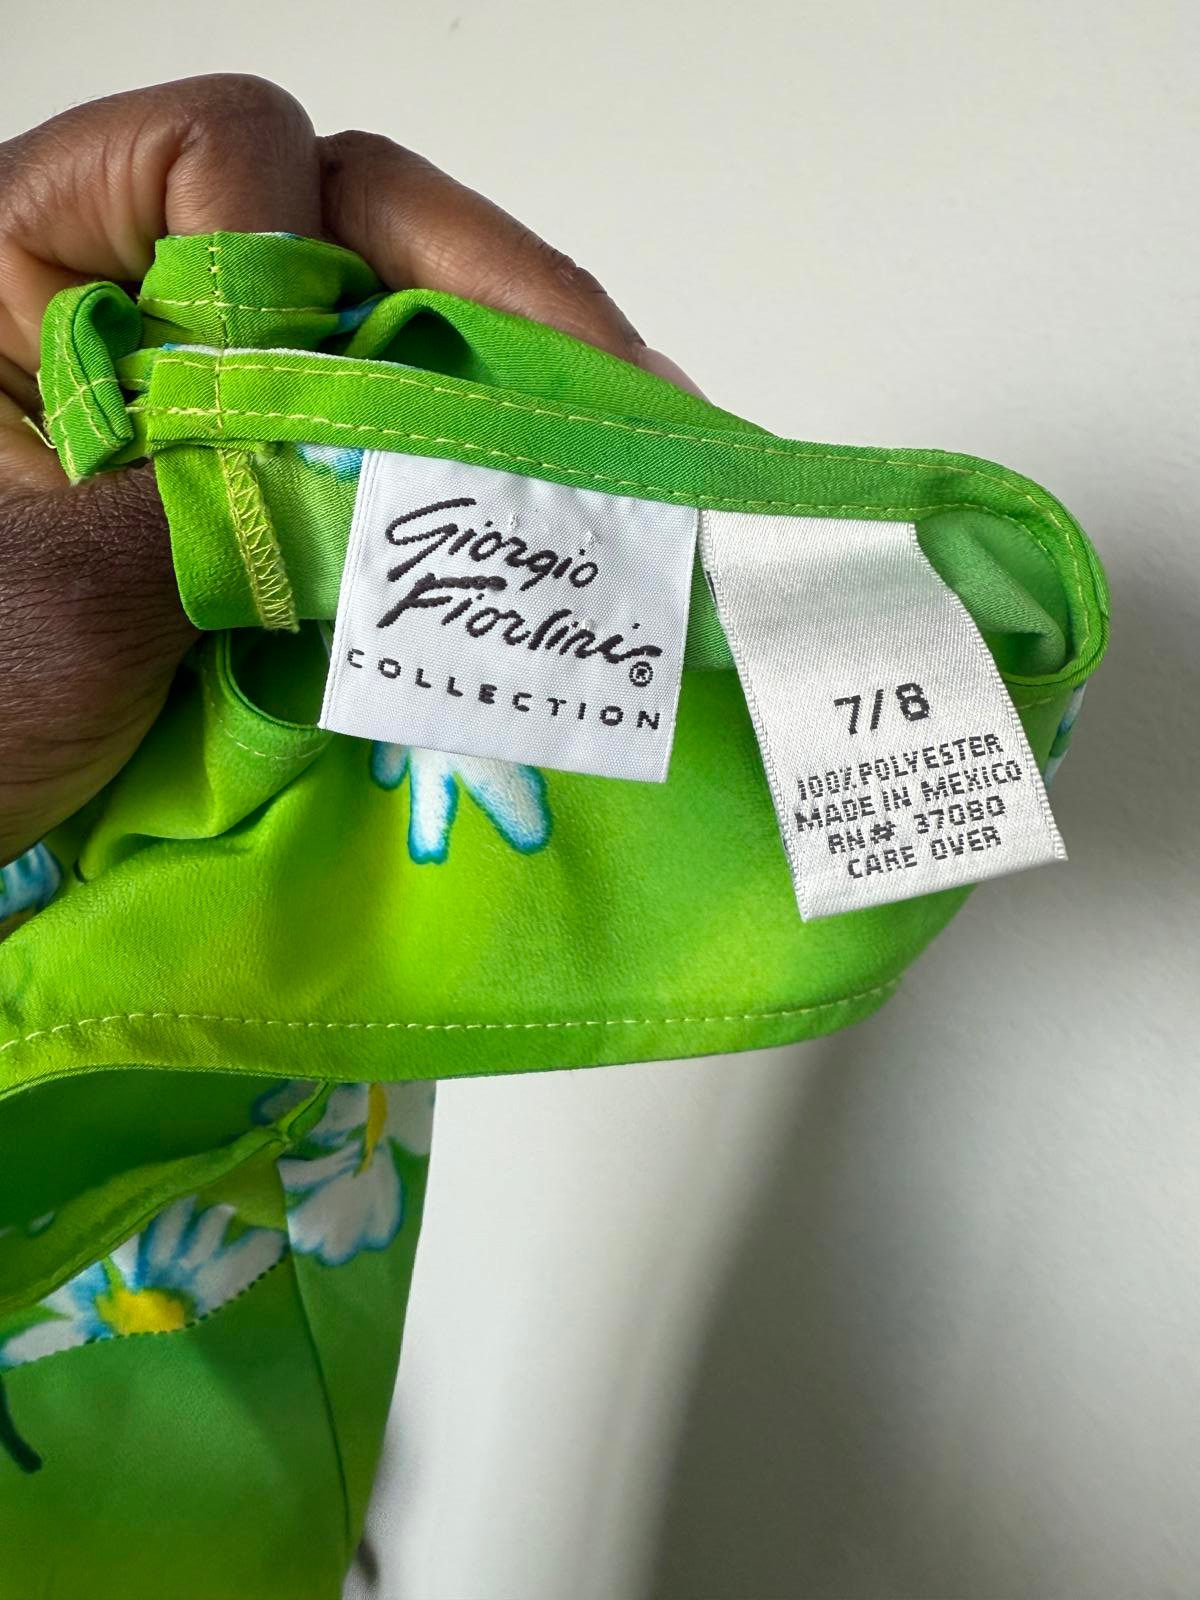 Giorgio
Fiorlini®
COLLECTION
7/8
100% POLYESTER
MADE IN MEXICO
RN# 37080
CARE OVER